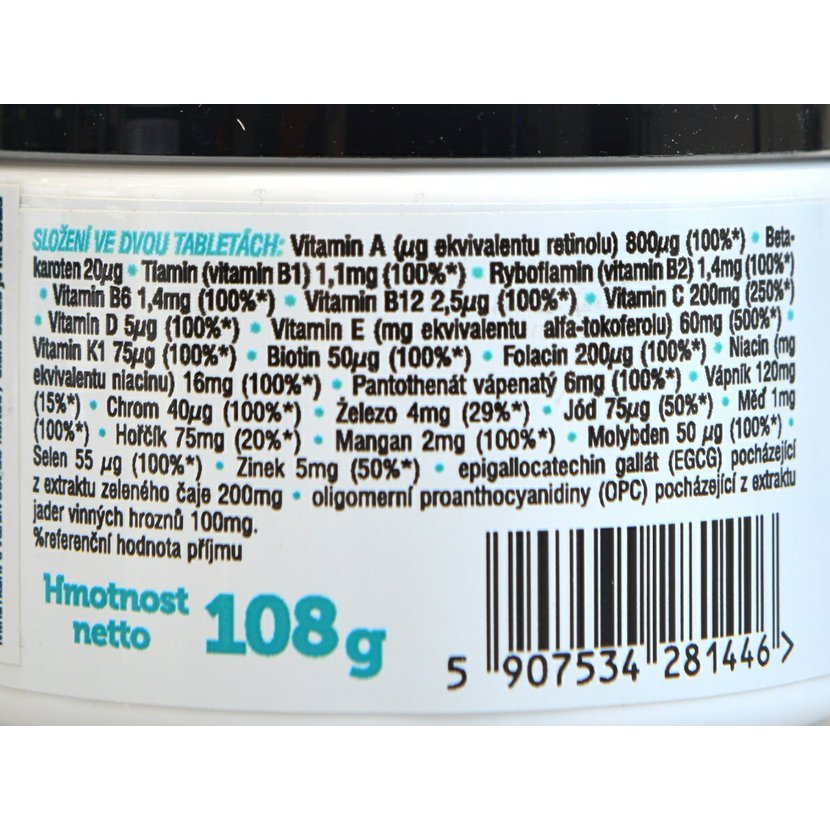 SLOŽENÍ VE DVOU TABLETÁCH: Vitamin A (µg ekvivalentu retinolu) 800µg (100%*) • Beta-
karoten 20µg • Tiamin (vitamin B1) 1,1mg (100%*) • Ryboflamin (vitamin B2) 1,4mg (100%*)
• Vitamin B6 1,4mg (100%*) • Vitamin B12 2,5µg (100%*) • Vitamin C 200mg (250%*)
• Vitamin D 5µg (100%*) • Vitamin E (mg ekvivalentu alfa-tokoferolu) 60mg (500%*) •
Vitamin K1 75µg (100%*) • Biotin 50µg (100%*) • Folacin 200µg (100%*) • Niacin (mg
ekvivalentu niacinu) 16mg (100%*) • Pantothenát vápenatý 6mg (100%*) • Vápník 120mg
(15%*) • Chrom 40µg (100%*) • Železo 4mg (29%*) • Jód 75µg (50%*) • Měď 1mg
(100%*) • Hořčík 75mg (20%*) • Mangan 2mg (100%*) • Molybden 50 µg (100%*) •
Selen 55 µg (100%*) • Zinek 5mg (50%*) • epigallocatechin gallát (EGCG) pocházející
z extraktu zeleného čaje 200mg • oligomerní proanthocyanidiny (OPC) pocházející z extraktu
jader vinných hroznů 100mg.
%referenční hodnota příjmu
Hmotnost
netto 108 g
5 907534 281446 >